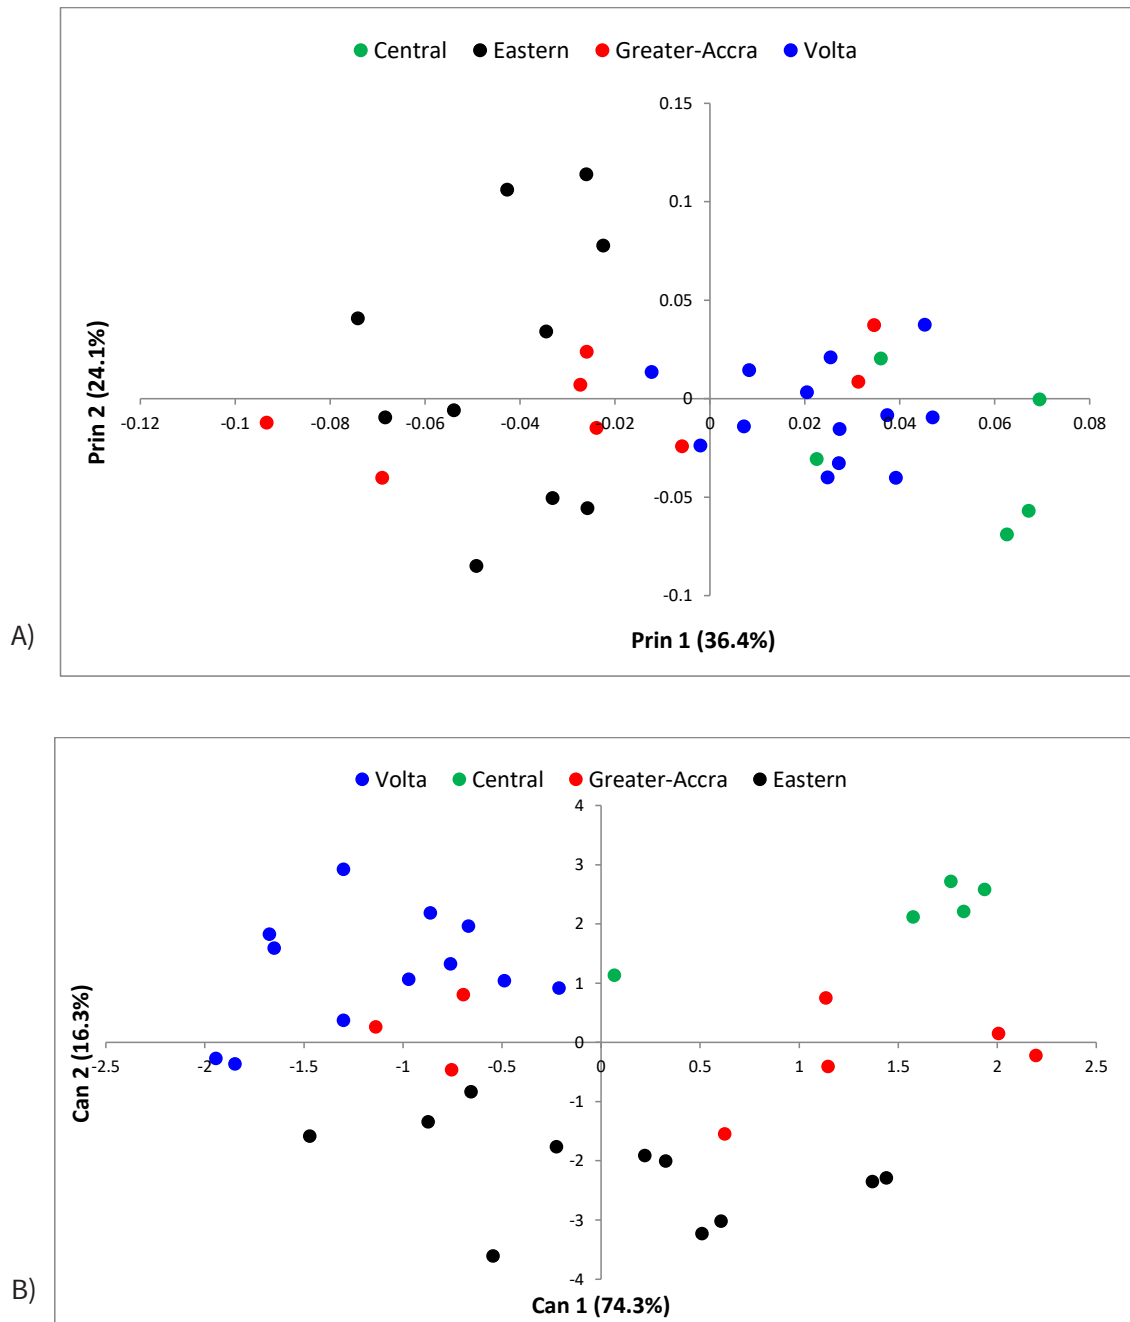 Central Eastern Greater-Accra Volta
0.15
0.1
0.05
0
-0.05
-0.1
-0.12 -0.1 -0.08 -0.06 -0.04 -0.02 0 0.02 0.04 0.06 0.08
Prin 2 (24.1%)
Prin 1 (36.4%)
A)
Volta Central Greater-Accra Eastern
4
3
2
1
0
-1
-2
-3
-4
-2.5 -2 -1.5 -1 -0.5 0 0.5 1 1.5 2 2.5
Can 2 (16.3%)
Can 1 (74.3%)
B)